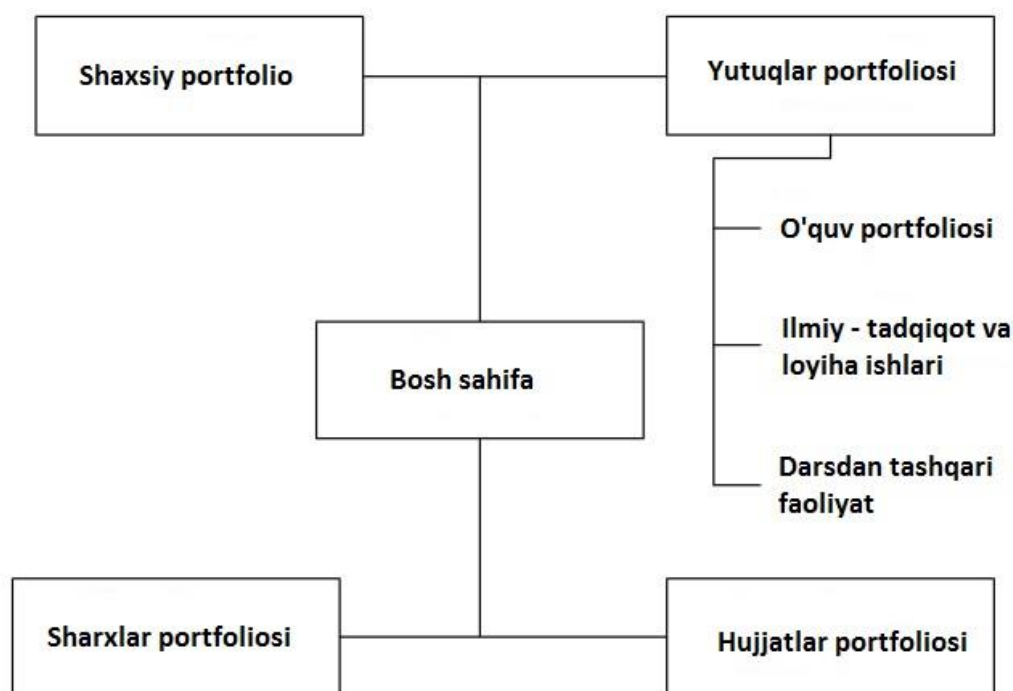 Shaxsiy portfolio
Yutuqlar portfoliosi
O'quv portfoliosi
Ilmiy - tadqiqot va
loyiha ishlari
Bosh sahifa
Darsdan tashqari
faoliyat
Sharxlar portfoliosi
Hujjatlar portfoliosi